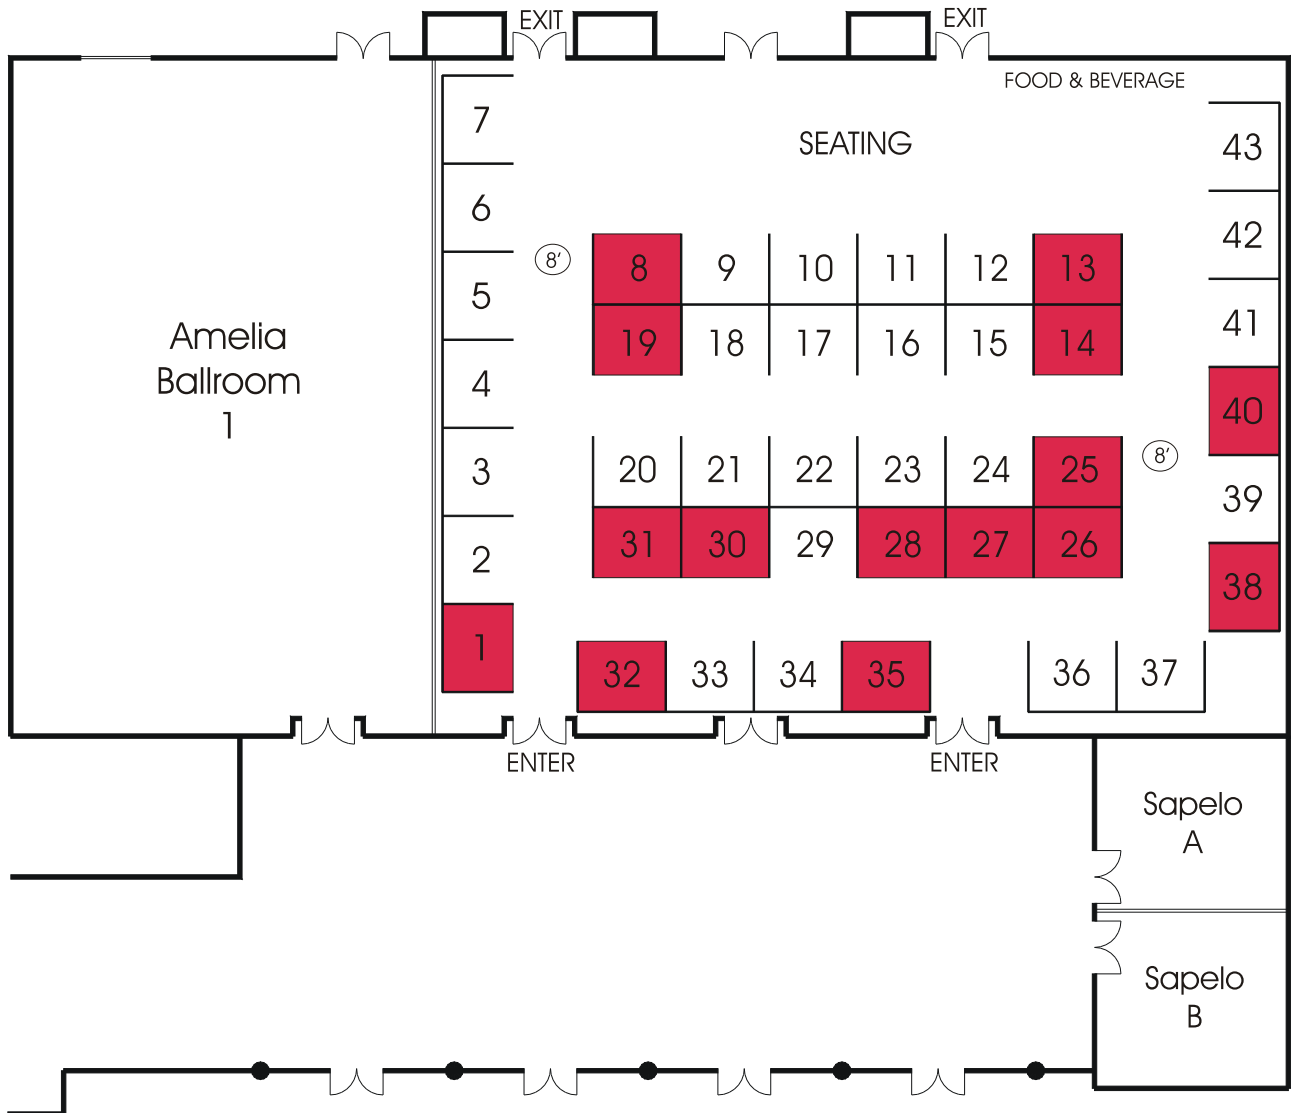 EXIT
EXIT
FOOD & BEVERAGE
SEATING
7
6
5
4
3
2
1
8'
8 9 10 11 12 13
19 18 17 16 15 14
20 21 22 23 24 25
31 30 29 28 27 26
32 33 34 35
36 37
8'
43
42
41
40
39
38
Amelia
Ballroom
1
ENTER
ENTER
Sapelo
A
Sapelo
B